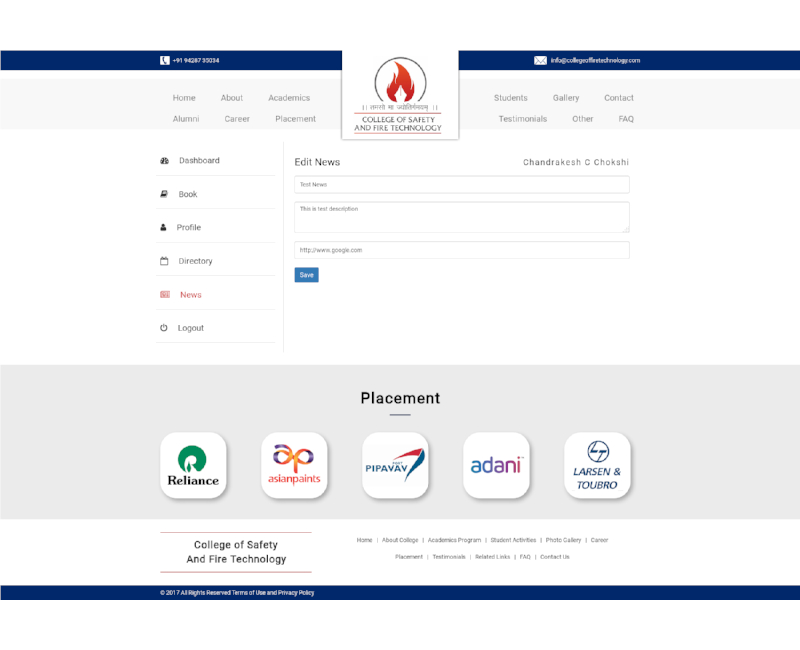 +91 94287 35034
info@collegeoffiretechnology.com
Home About Academics
Alumni Career Placement
।। तमसो मा ज्योतिर्गमयम् ।।
COLLEGE OF SAFETY
AND FIRE TECHNOLOGY
Students Gallery Contact
Testimonials Other FAQ
Dashboard
Book
Profile
Directory
News
Logout
Edit News
Chandrakesh C Chokshi
Test News
This is test description
http://www.google.com
Save
Placement
Reliance
asianpaints
PORT
PIPAVAV
adani
LARSEN &
TOUBRO
College of Safety
And Fire Technology
Home | About College | Academics Program | Student Activities | Photo Gallery | Career
Placement | Testimonials | Related Links | FAQ | Contact Us
© 2017 All Rights Reserved Terms of Use and Privacy Policy